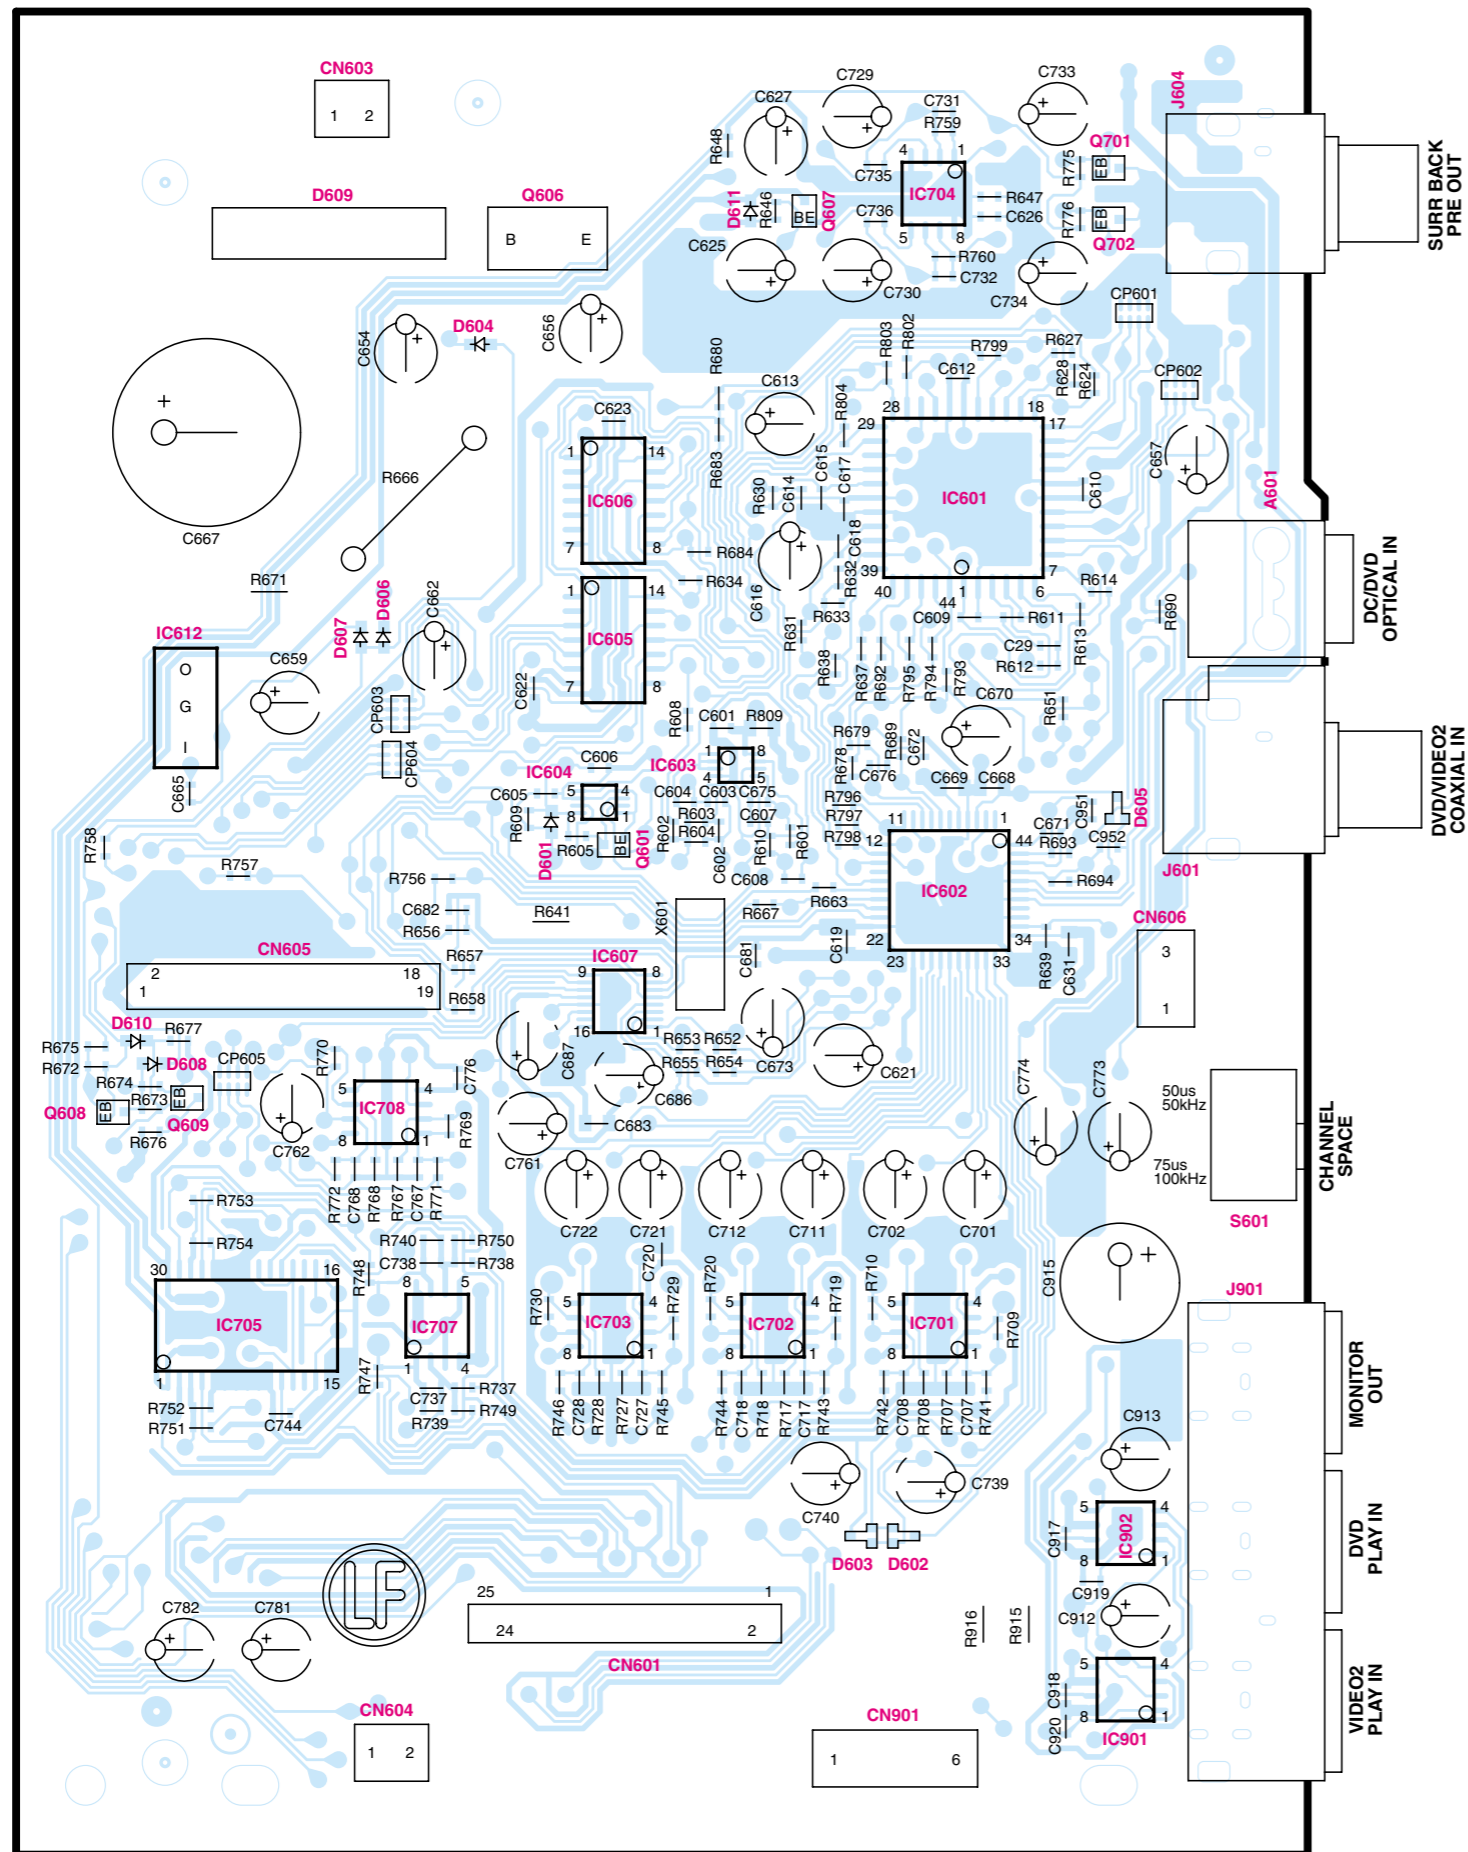 CN603
1 2
D609
Q606
B E
C627
C729
C731
R759
C733
J604
SURR BACK
PRE OUT
R648
4 1
IC704
5 8
C735
C736
R647
C626
R775
EB
Q701
R776
EB
Q702
D611
R646
BE
Q607
C625
C730
R760
C732
C734
CP601
C654
D604
C656
R680
R803
R802
R799
R627
C612
R628
R624
CP602
C613
R804
28 18
29 17
C623
1 14
IC606
7 8
R683
R630
C614
C615
C617
IC601
C610
C657
A601
C667
R666
R684
C618
C616
R632
39 7
40 1 6
44
R634
1 14
IC605
7 8
R671
D607
D606
C662
R631
R633
C609
R611
R614
R690
DC/DVD
OPTICAL IN
IC612
O
G
I
C659
R638
R637
R692
R795
R794
R793
C29
R612
R613
C622
CP603
CP604
R608
C601
R809
C670
R651
C665
IC604
C606
IC603
1 8
4 5
R679
R678
R689
C672
C676
C669
C668
DVD/VIDEO2
COAXIAL IN
C605
5 4
8 1
R609
D601
R605
BE
Q601
C604
C603
C675
R602
R603
R604
C607
C602
R610
R601
R796
R797
R798
11 1
12 44
C671
R693
C951
C952
D605
J601
R758
R757
R756
C682
R656
R641
X601
C608
R667
R663
IC602
R694
CN606
3
1
CN605
2 18
1 19
R657
R658
IC607
9 8
16 1
C681
C619
22 34
23 33
R639
C631
D610
R677
R675
R672
D608
R674
R673
CP605
Q608
EB
EB
Q609
R676
C762
R770
5 4
IC708
8 1
C776
R769
C687
C686
R653
R652
R655
R654
C673
C621
C774
C773
50us
50kHz
75us
100kHz
CHANNEL
SPACE
S601
C683
C761
R772
C768
R768
R767
C767
R771
C722
C721
C712
C711
C702
C701
R753
R754
R740
R750
C738
R738
C720
C915
30 16
IC705
1 15
R748
8 5
IC707
1 4
R747
R730
5 4
IC703
8 1
R729
R720
5 4
IC702
8 1
R719
R710
5 4
IC701
8 1
R709
J901
MONITOR
OUT
R752
R751
C744
C737
R739
R737
R749
R746
C728
R728
R727
C727
R745
R744
C718
R718
R717
C717
R743
R742
C708
R708
R707
C707
R741
C913
C740
C739
D603
D602
C917
5 4
IC902
8 1
C919
C912
DVD
PLAY IN
LF
25 1
24 2
CN601
C782
C781
R916
R915
5 4
8 1
IC901
C918
C920
VIDEO2
PLAY IN
CN604
1 2
CN901
1 6